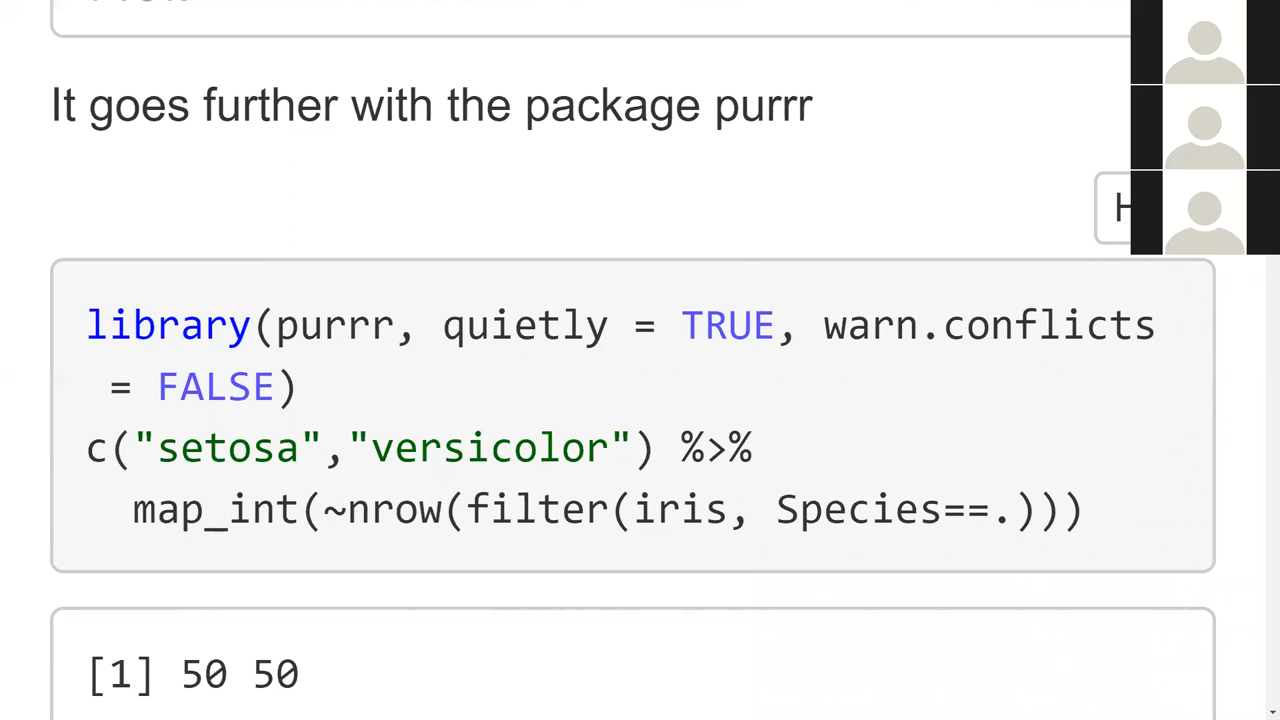 It goes further with the package purrr
H
library(purrr, quietly = TRUE, warn.conflicts
= FALSE)
c("setosa","versicolor") %>%
map_int(~nrow(filter(iris, Species==.)))
[1] 50 50